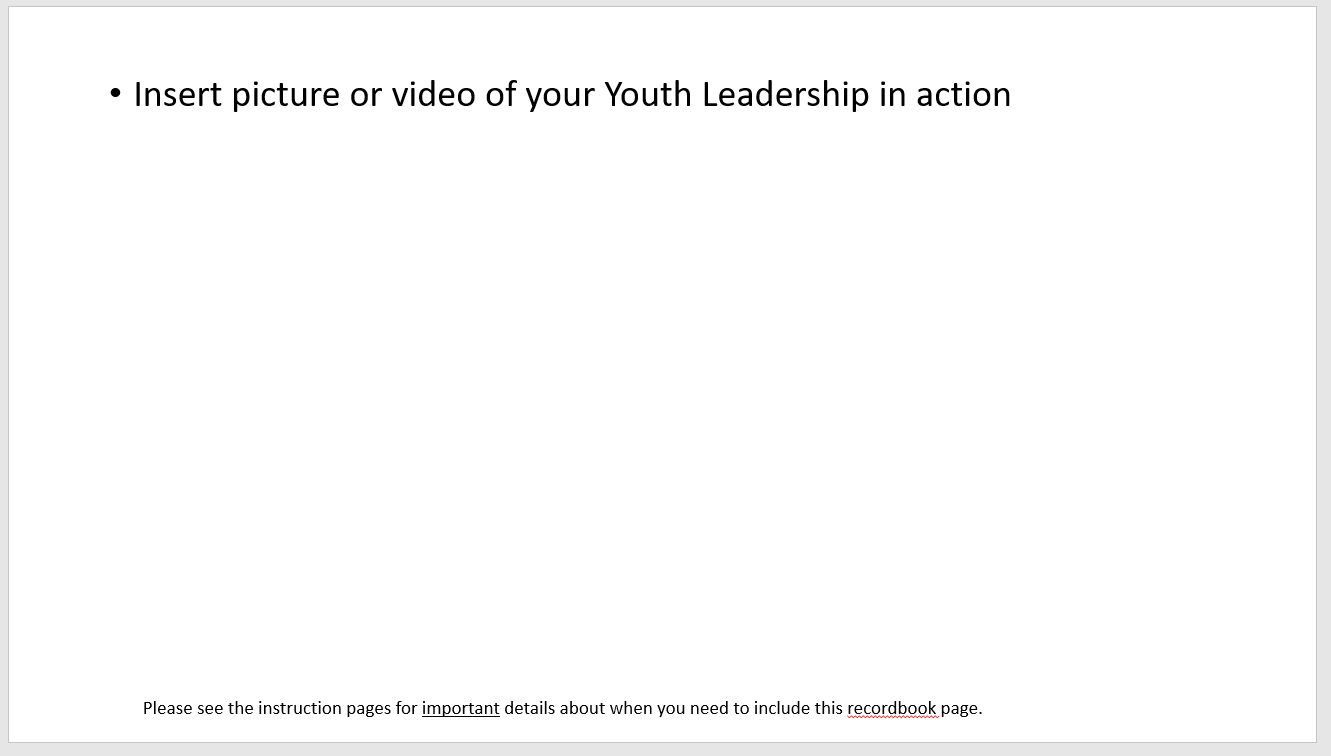 • Insert picture or video of your Youth Leadership in action
Please see the instruction pages for important details about when you need to include this recordbook page.